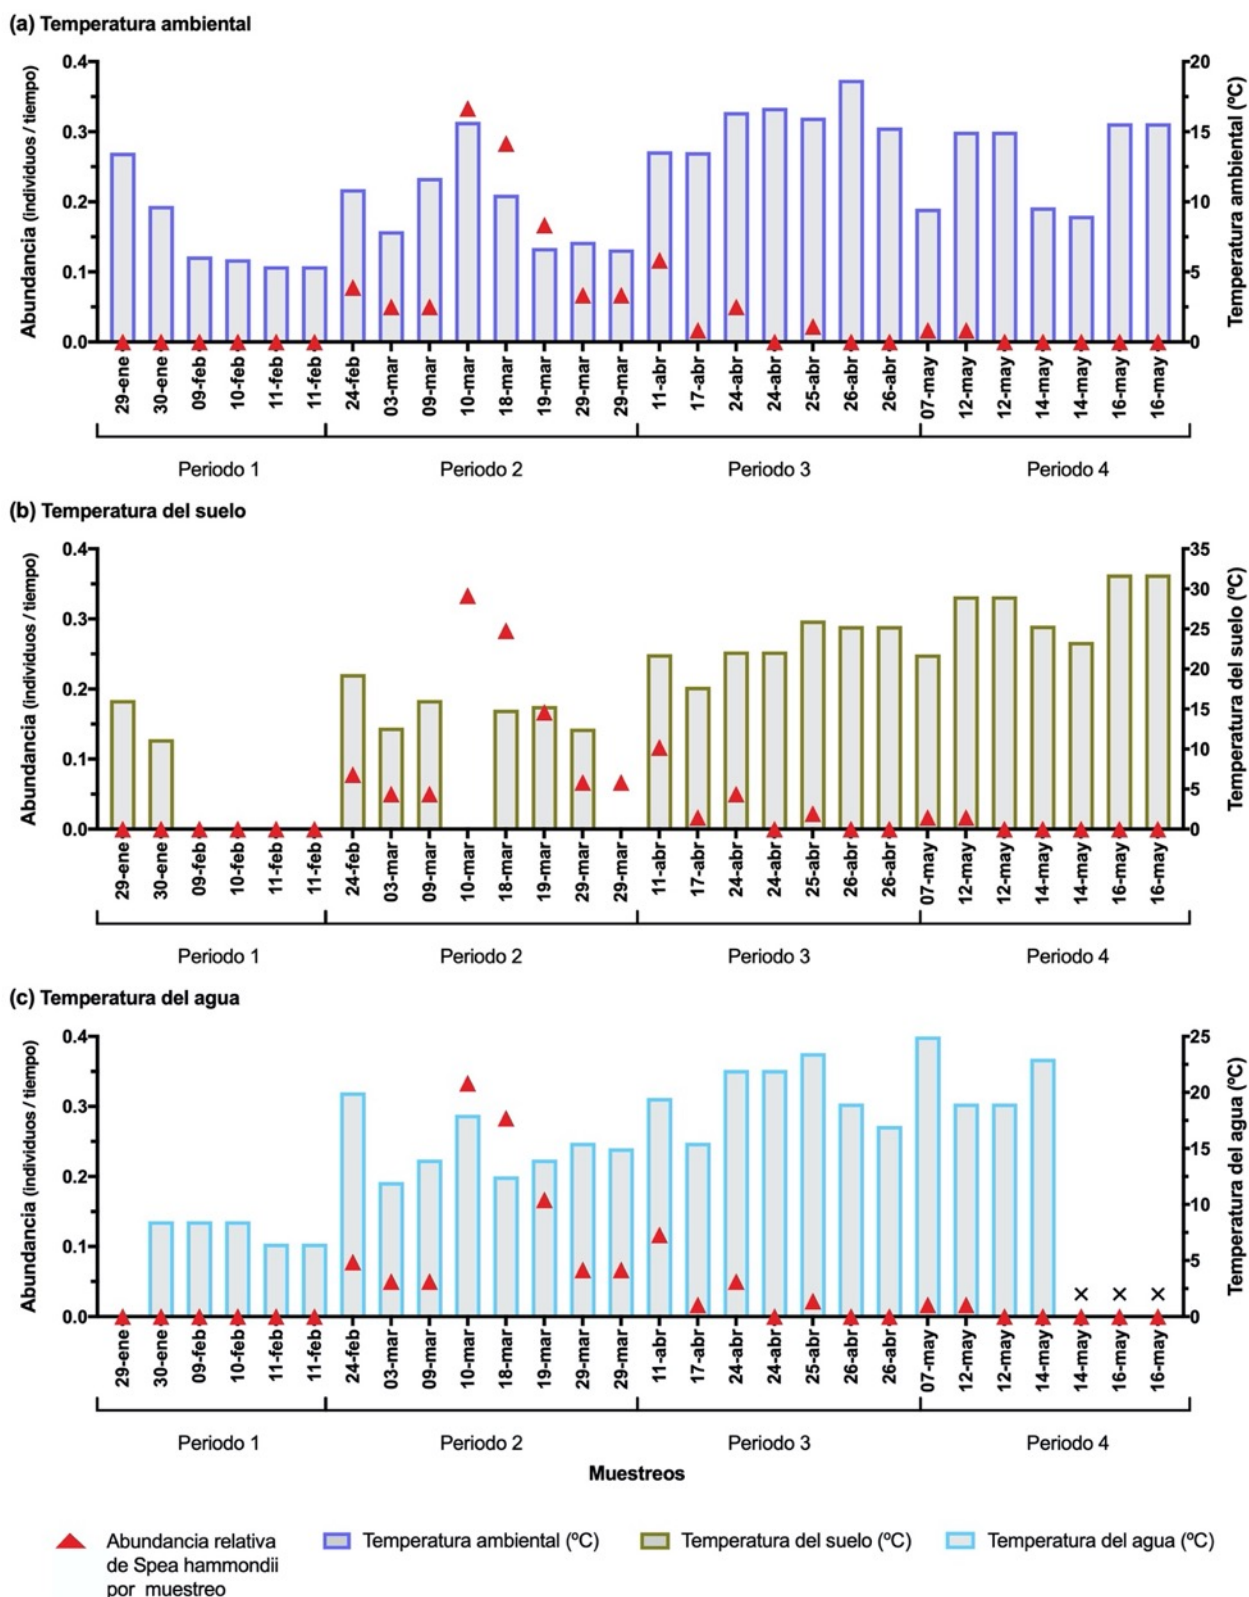 (a) Temperatura ambiental
Abundancia (individuos / tiempo)
0.4
0.3
0.2
0.1
0.0
20
15
10
5
0
Temperatura ambiental (ºC)
29-ene
30-ene
09-feb
10-feb
11-feb
11-feb
24-feb
03-mar
09-mar
10-mar
18-mar
19-mar
29-mar
29-mar
11-abr
17-abr
24-abr
24-abr
25-abr
26-abr
26-abr
07-may
12-may
12-may
14-may
14-may
16-may
16-may
Periodo 1
Periodo 2
Periodo 3
Periodo 4
(b) Temperatura del suelo
Abundancia (individuos / tiempo)
0.4
0.3
0.2
0.1
0.0
35
30
25
20
15
10
5
0
Temperatura del suelo (ºC)
29-ene
30-ene
09-feb
10-feb
11-feb
11-feb
24-feb
03-mar
09-mar
10-mar
18-mar
19-mar
29-mar
29-mar
11-abr
17-abr
24-abr
24-abr
25-abr
26-abr
26-abr
07-may
12-may
12-may
14-may
14-may
16-may
16-may
Periodo 1
Periodo 2
Periodo 3
Periodo 4
(c) Temperatura del agua
Abundancia (individuos / tiempo)
0.4
0.3
0.2
0.1
0.0
25
20
15
10
5
0
Temperatura del agua (ºC)
29-ene
30-ene
09-feb
10-feb
11-feb
11-feb
24-feb
03-mar
09-mar
10-mar
18-mar
19-mar
29-mar
29-mar
11-abr
17-abr
24-abr
24-abr
25-abr
26-abr
26-abr
07-may
12-may
12-may
14-may
14-may
16-may
16-may
Periodo 1
Periodo 2
Periodo 3
Periodo 4
Muestreos
Abundancia relativa
de Spea hammondii
por muestreo
Temperatura ambiental (ºC)
Temperatura del suelo (ºC)
Temperatura del agua (ºC)